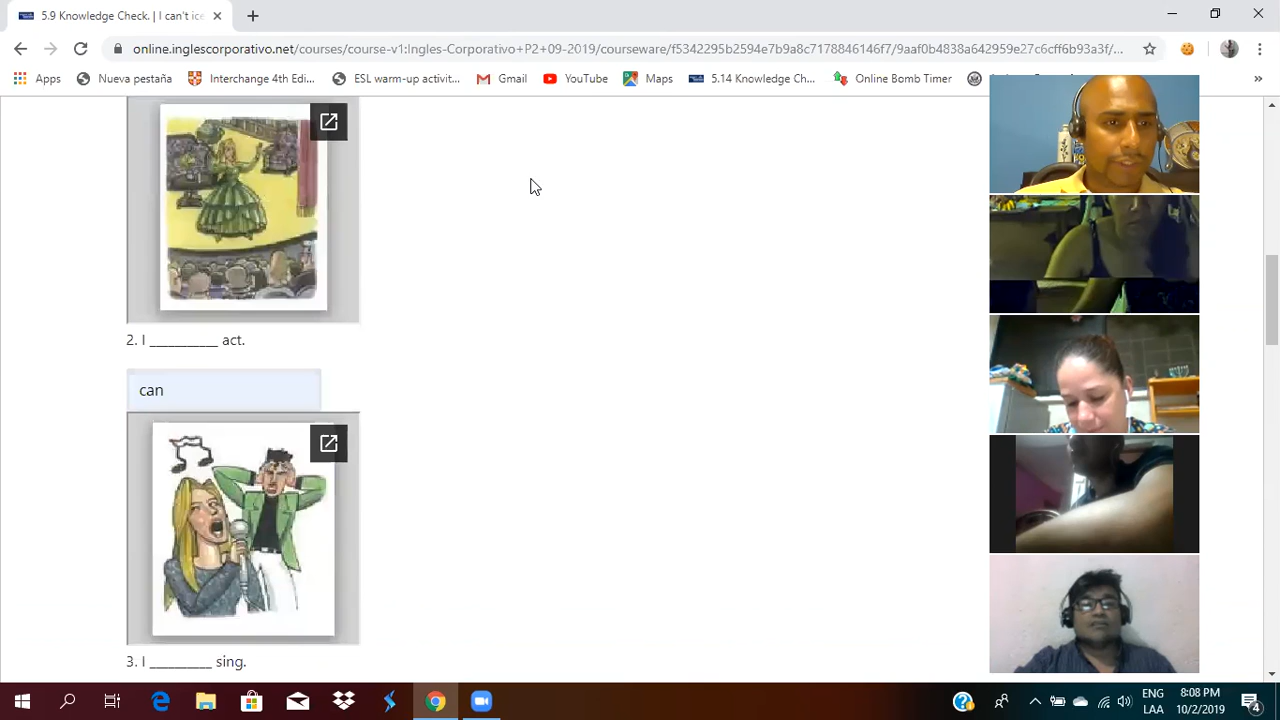 5.9 Knowledge Check. | I can't ice
online.inglescorporativo.net/courses/course-v1:Ingles-Corporativo+P2+09-2019/courseware/f5342295b2594e7b9a8c7178846146f7/9aaf0b4838a642959e27c6cff6b93a3f/...
Apps Nueva pestaña Interchange 4th Edi... ESL warm-up activit... Gmail YouTube Maps 5.14 Knowledge Ch... Online Bomb Timer
2. I __________ act.
can
3. I __________ sing.
ENG 8:08 PM
LAA 10/2/2019 4